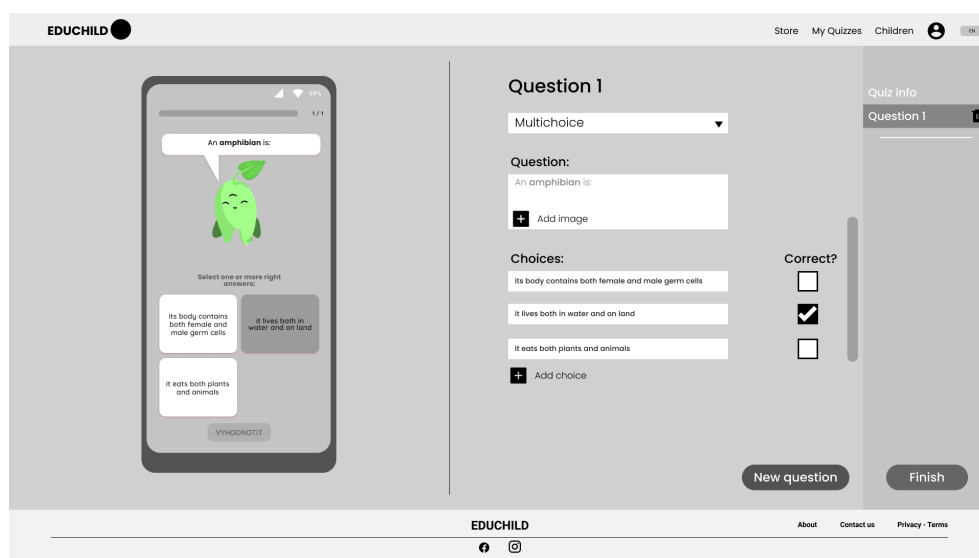 EDUCHILD
Store My Quizzes Children EN
69%
1/1
An amphibian is:
Select one or more right
answers:
its body contains
both female and
male germ cells
it lives both in
water and on land
it eats both plants
and animals
VYHODNOTIT
Question 1
Multichoice
Question:
An amphibian is:
Add image
Choices:
Correct?
its body contains both female and male germ cells
it lives both in water and on land
it eats both plants and animals
Add choice
New question
Quiz info
Question 1
Finish
EDUCHILD
About Contact us Privacy - Terms